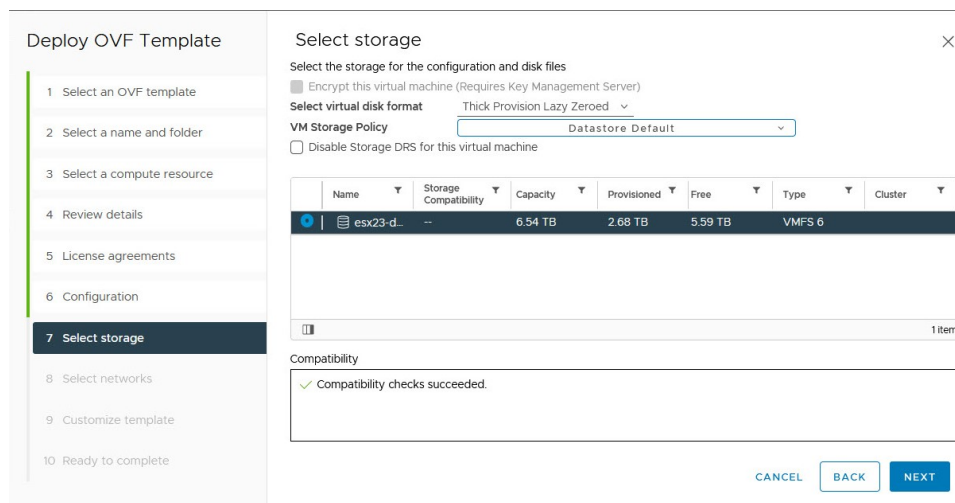 Deploy OVF Template
1 Select an OVF template
2 Select a name and folder
3 Select a compute resource
4 Review details
5 License agreements
6 Configuration
7 Select storage
8 Select networks
9 Customize template
10 Ready to complete
Select storage
Select the storage for the configuration and disk files
Encrypt this virtual machine (Requires Key Management Server)
Select virtual disk format Thick Provision Lazy Zeroed
VM Storage Policy Datastore Default
Disable Storage DRS for this virtual machine
Name Storage Compatibility Capacity Provisioned Free Type Cluster
esx23-d... -- 6.54 TB 2.68 TB 5.59 TB VMFS 6
1 item
Compatibility
Compatibility checks succeeded.
CANCEL BACK NEXT